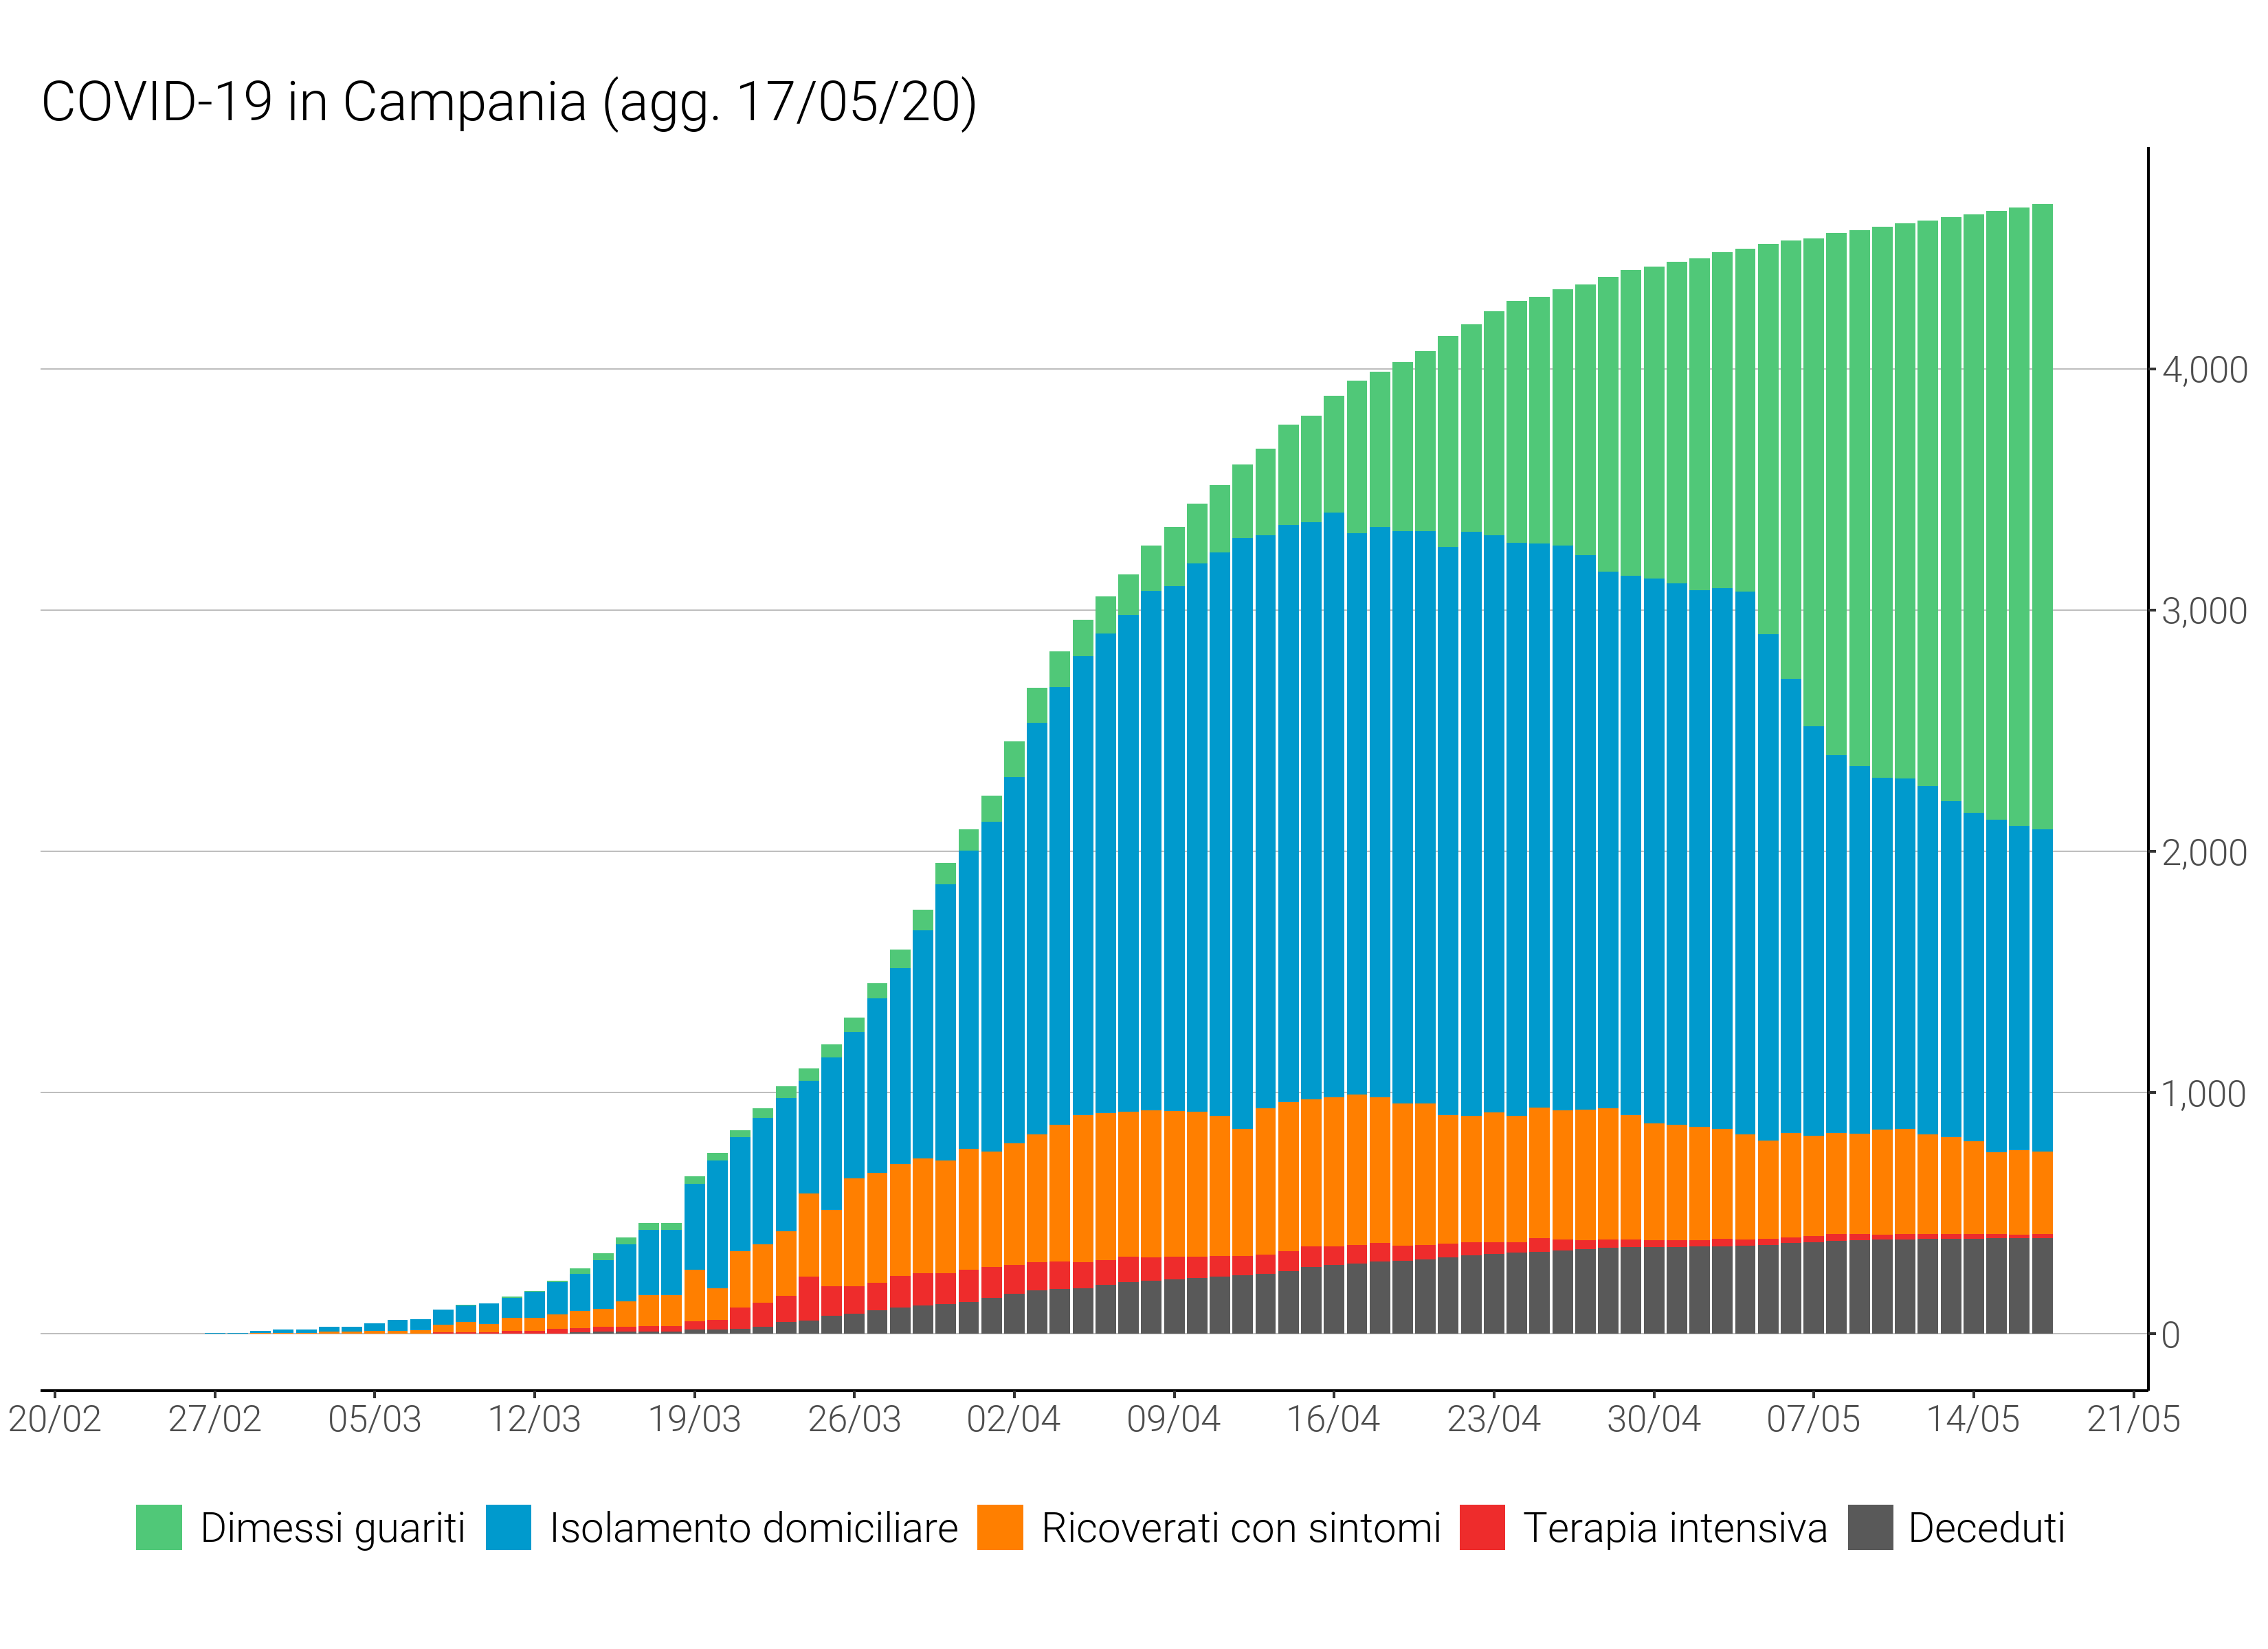 COVID-19 in Campania (agg. 17/05/20)
4,000
3,000
2,000
1,000
0
20/02 27/02 05/03 12/03 19/03 26/03 02/04 09/04 16/04 23/04 30/04 07/05 14/05 21/05
Dimessi guariti Isolamento domiciliare Ricoverati con sintomi Terapia intensiva Deceduti